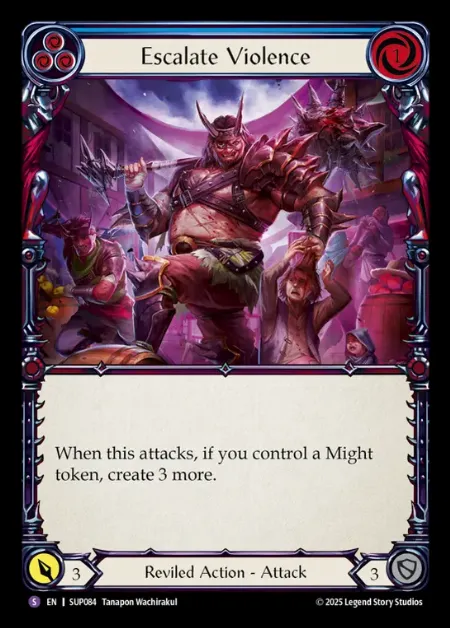 Escalate Violence
1
When this attacks, if you control a Might
token, create 3 more.
3
Reviled Action - Attack
3
S EN | SUP084 Tanapon Wachirakul
© 2025 Legend Story Studios